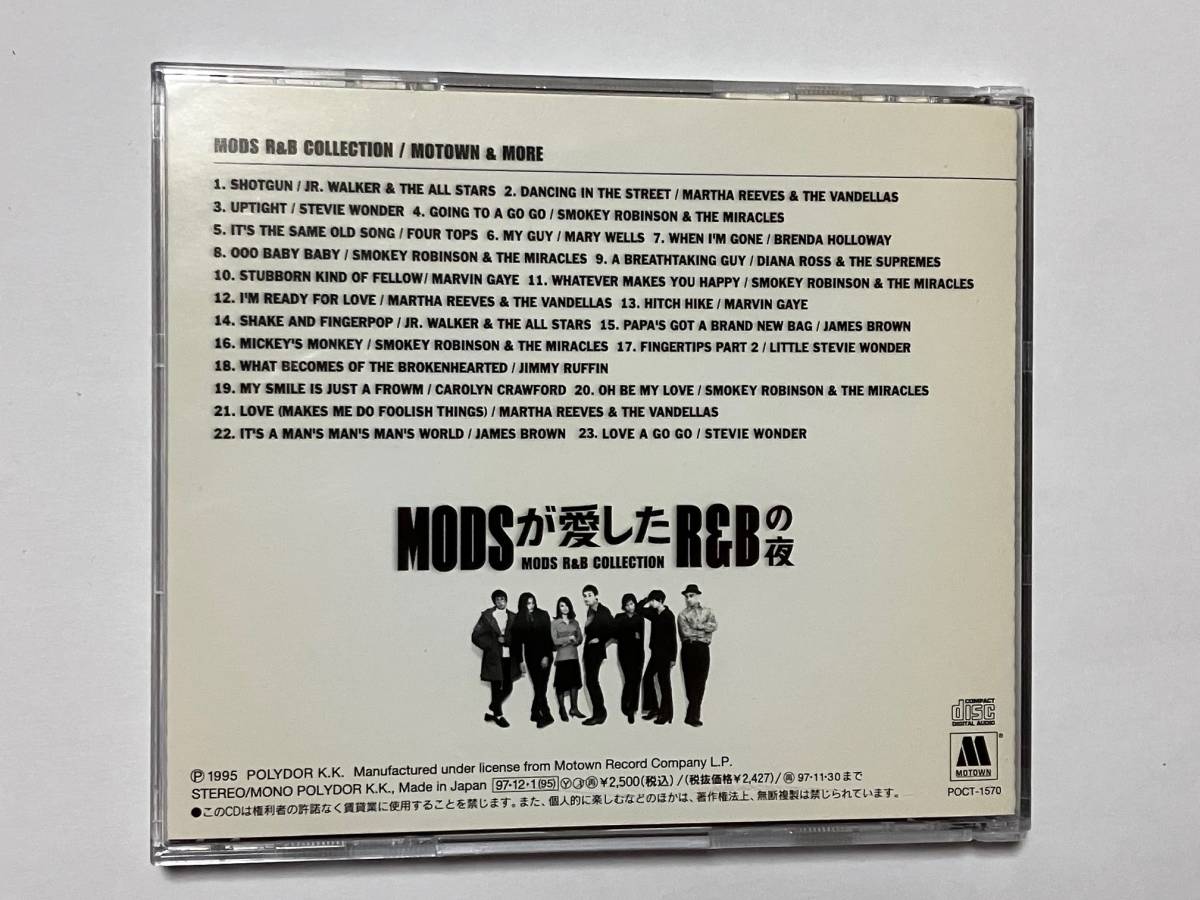 MODS R&B COLLECTION / MOTOWN & MORE
1. SHOTGUN / JR. WALKER & THE ALL STARS 2. DANCING IN THE STREET / MARTHA REEVES & THE VANDELLAS
3. UPTIGHT / STEVIE WONDER 4. GOING TO A GO GO / SMOKEY ROBINSON & THE MIRACLES
5. IT'S THE SAME OLD SONG / FOUR TOPS 6. MY GUY / MARY WELLS 7. WHEN I'M GONE / BRENDA HOLLOWAY
8. OOO BABY BABY / SMOKEY ROBINSON & THE MIRACLES 9. A BREATHTAKING GUY / DIANA ROSS & THE SUPREMES
10. STUBBORN KIND OF FELLOW / MARVIN GAYE 11. WHATEVER MAKES YOU HAPPY / SMOKEY ROBINSON & THE MIRACLES
12. I'M READY FOR LOVE / MARTHA REEVES & THE VANDELLAS 13. HITCH HIKE / MARVIN GAYE
14. SHAKE AND FINGERPOP / JR. WALKER & THE ALL STARS 15. PAPA'S GOT A BRAND NEW BAG / JAMES BROWN
16. MICKEY'S MONKEY / SMOKEY ROBINSON & THE MIRACLES 17. FINGERTIPS PART 2 / LITTLE STEVIE WONDER
18. WHAT BECOMES OF THE BROKENHEARTED / JIMMY RUFFIN
19. MY SMILE IS JUST A FROWM / CAROLYN CRAWFORD 20. OH BE MY LOVE / SMOKEY ROBINSON & THE MIRACLES
21. LOVE (MAKES ME DO FOOLISH THINGS) / MARTHA REEVES & THE VANDELLAS
22. IT'S A MAN'S MAN'S MAN'S WORLD / JAMES BROWN 23. LOVE A GO GO / STEVIE WONDER
MODSが愛したR&Bの夜
MODS R&B COLLECTION
COMPACT
disc
DIGITAL AUDIO
M
MOTOWN
®
POCT-1570
Ⓟ 1995 POLYDOR K.K. Manufactured under license from Motown Record Company L.P.
STEREO/MONO POLYDOR K.K., Made in Japan 97・12・1(95) Ⓨ Ⓙ ㊂ ¥2,500(税込)/(税抜価格¥2,427)/㊂ 97・11・30まで
●このCDは権利者の許諾なく賃貸業に使用することを禁じます。また、個人的に楽しむなどのほかは、著作権法上、無断複製は禁じられています。